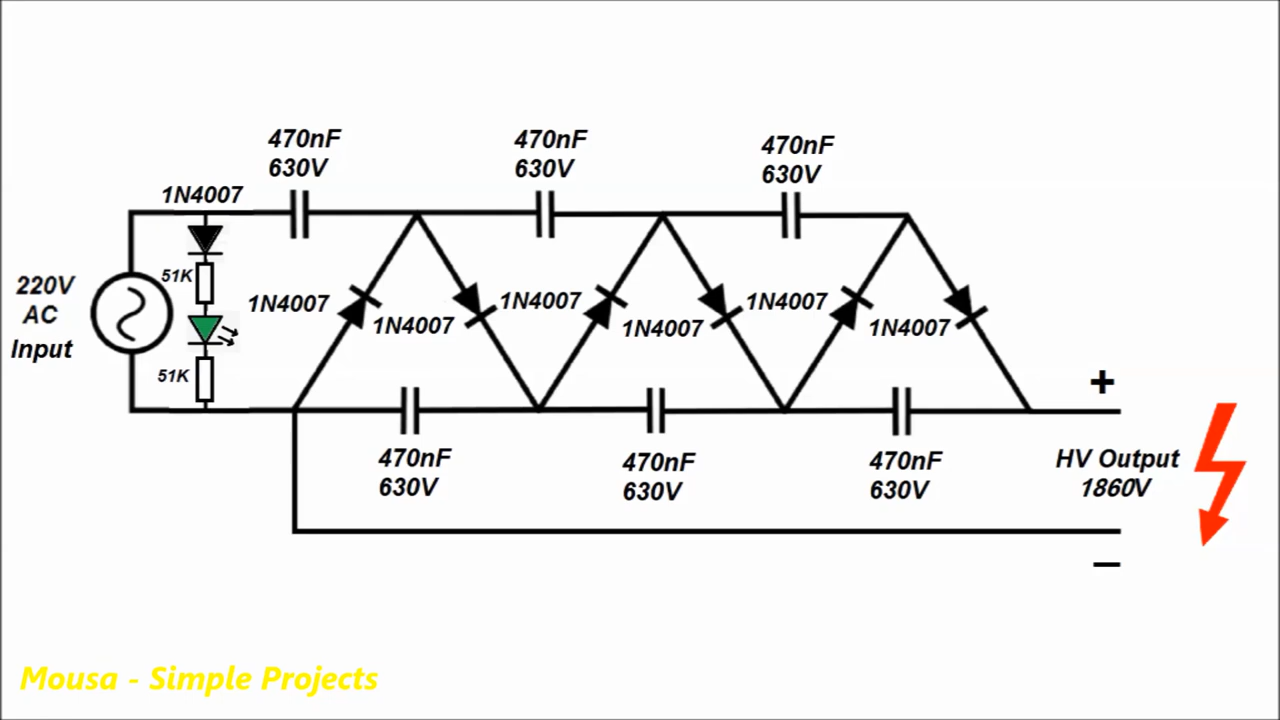 470nF
630V
470nF
630V
470nF
630V
1N4007
220V
AC
Input
51K
51K
1N4007
1N4007
1N4007
1N4007
1N4007
1N4007
+
470nF
630V
470nF
630V
470nF
630V
HV Output
1860V
–
Mousa - Simple Projects